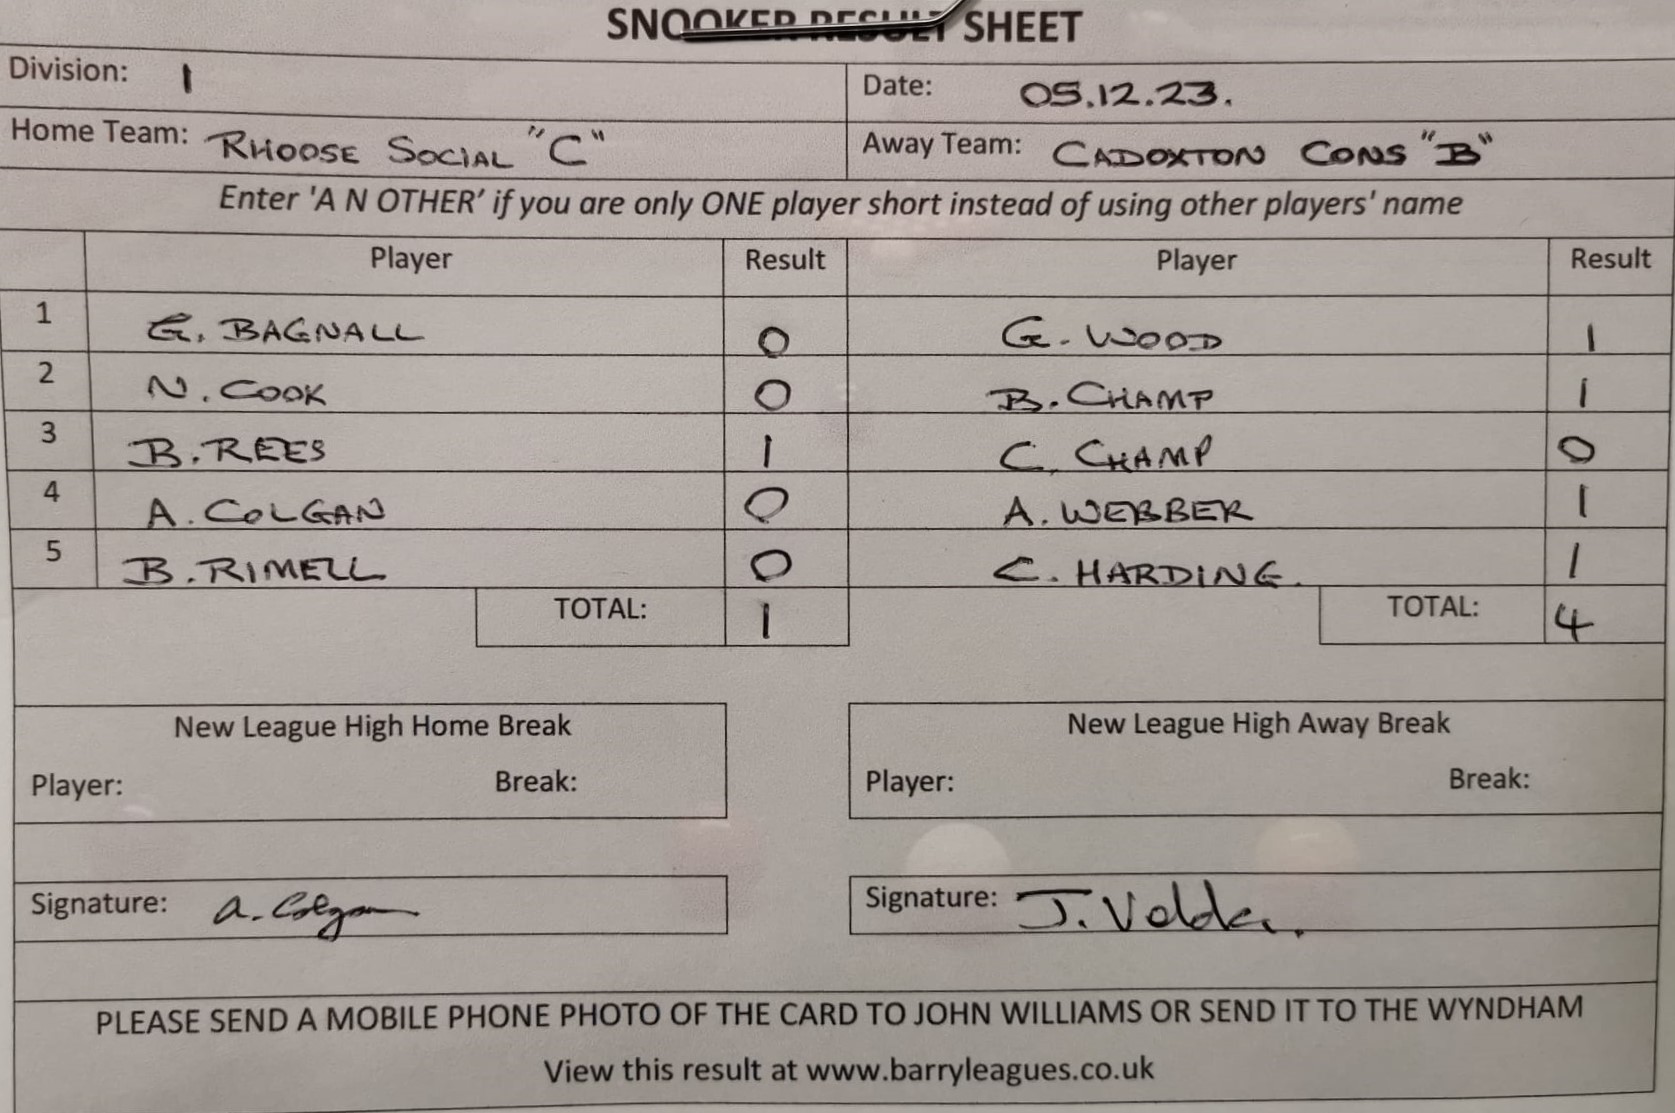 SNOOKER RESULT SHEET
Division: 1 Date: 05.12.23.
Home Team: RHOOSE SOCIAL "C" Away Team: CADOXTON CONS "B"
Enter 'A N OTHER' if you are only ONE player short instead of using other players' name
Player Result Player Result
1 G. BAGNALL 0 G. WOOD 1
2 N. COOK 0 B. CHAMP 1
3 B. REES 1 C. CHAMP 0
4 A. COLGAN 0 A. WEBBER 1
5 B. RIMELL 0 C. HARDING. 1
TOTAL: 1 TOTAL: 4
New League High Home Break New League High Away Break
Player: Break: Player: Break:
Signature: A. Colgan Signature: J.
PLEASE SEND A MOBILE PHONE PHOTO OF THE CARD TO JOHN WILLIAMS OR SEND IT TO THE WYNDHAM
View this result at www.barryleagues.co.uk